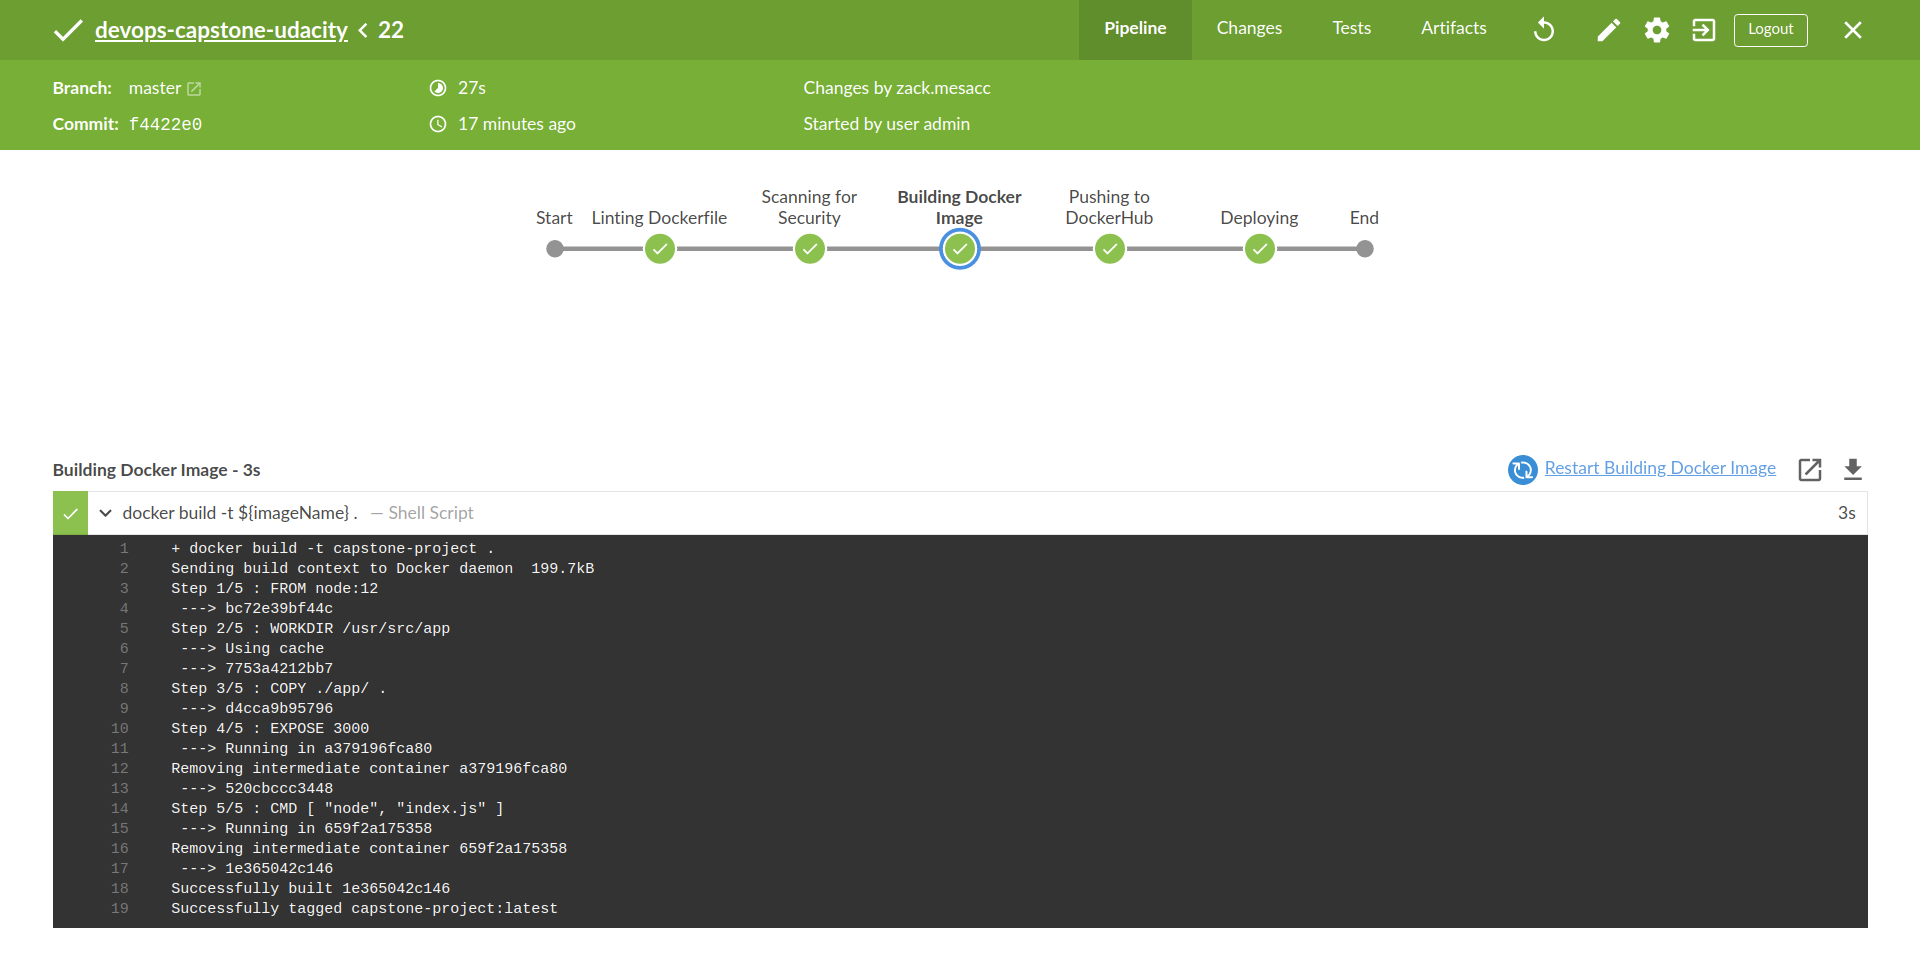 devops-capstone-udacity < 22
Pipeline
Changes
Tests
Artifacts
Logout
Branch: master
27s
Changes by zack.mesacc
Commit: f4422e0
17 minutes ago
Started by user admin
Start
Linting Dockerfile
Scanning for
Security
Building Docker
Image
Pushing to
DockerHub
Deploying
End
Building Docker Image - 3s
Restart Building Docker Image
docker build -t ${imageName} . — Shell Script
3s
1 + docker build -t capstone-project .
2 Sending build context to Docker daemon  199.7kB
3 Step 1/5 : FROM node:12
4  ---> bc72e39bf44c
5 Step 2/5 : WORKDIR /usr/src/app
6  ---> Using cache
7  ---> 7753a4212bb7
8 Step 3/5 : COPY ./app/ .
9  ---> d4cca9b95796
10 Step 4/5 : EXPOSE 3000
11  ---> Running in a379196fca80
12 Removing intermediate container a379196fca80
13  ---> 520cbccc3448
14 Step 5/5 : CMD [ "node", "index.js" ]
15  ---> Running in 659f2a175358
16 Removing intermediate container 659f2a175358
17  ---> 1e365042c146
18 Successfully built 1e365042c146
19 Successfully tagged capstone-project:latest